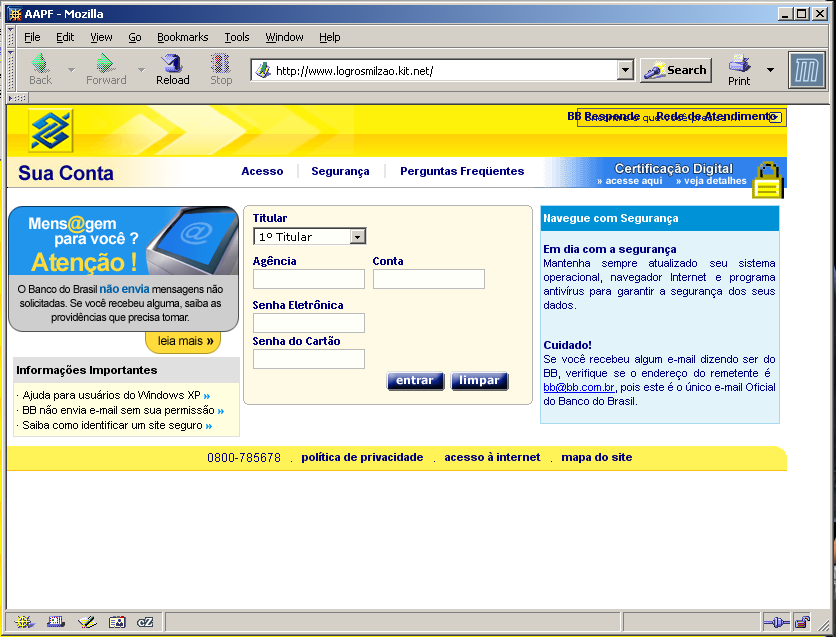 AAPF - Mozilla
File Edit View Go Bookmarks Tools Window Help
Back Forward Reload Stop
http://www.logrosmilzao.kit.net/
Search
Print
BB Responde Rede de Atendimento
Sua Conta
Acesso Segurança Perguntas Freqüentes
Certificação Digital
» acesse aqui » veja detalhes
Mens@gem
para você ?
Atenção !
O Banco do Brasil não envia mensagens não
solicitadas. Se você recebeu alguma, saiba as
providências que precisa tomar.
leia mais »
Informações Importantes
· Ajuda para usuários do Windows XP »
· BB não envia e-mail sem sua permissão »
· Saiba como identificar um site seguro »
Titular
1º Titular
Agência Conta
Senha Eletrônica
Senha do Cartão
entrar limpar
Navegue com Segurança
Em dia com a segurança
Mantenha sempre atualizado seu sistema
operacional, navegador Internet e programa
antivírus para garantir a segurança dos seus
dados.
Cuidado!
Se você recebeu algum e-mail dizendo ser do
BB, verifique se o endereço do remetente é
bb@bb.com.br, pois este é o único e-mail Oficial
do Banco do Brasil.
0800-785678 . política de privacidade . acesso à internet . mapa do site